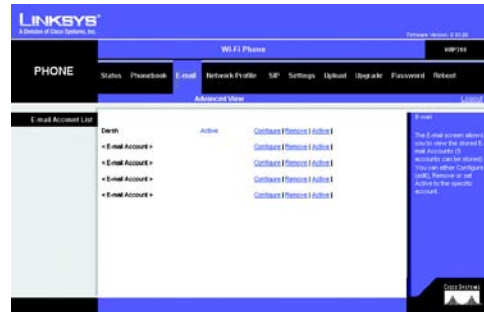 LINKSYS
A Division of Cisco Systems, Inc.
Wi-Fi Phone
PHONE
Status Phonebook E-mail Network Profile SIP Settings Upload Upgrade Password Reboot
Advanced View
Logout
E-mail Account List
Active
Configure | Remove | Active |
< E-mail Account >
Configure | Remove | Active |
< E-mail Account >
Configure | Remove | Active |
< E-mail Account >
Configure | Remove | Active |
< E-mail Account >
Configure | Remove | Active |
E-mail
The E-mail screen allows
you to view the stored E-
mail Accounts (5
accounts can be stored).
You can either Configure
(edit), Remove or set
Active to the specific
account.
CISCO SYSTEMS